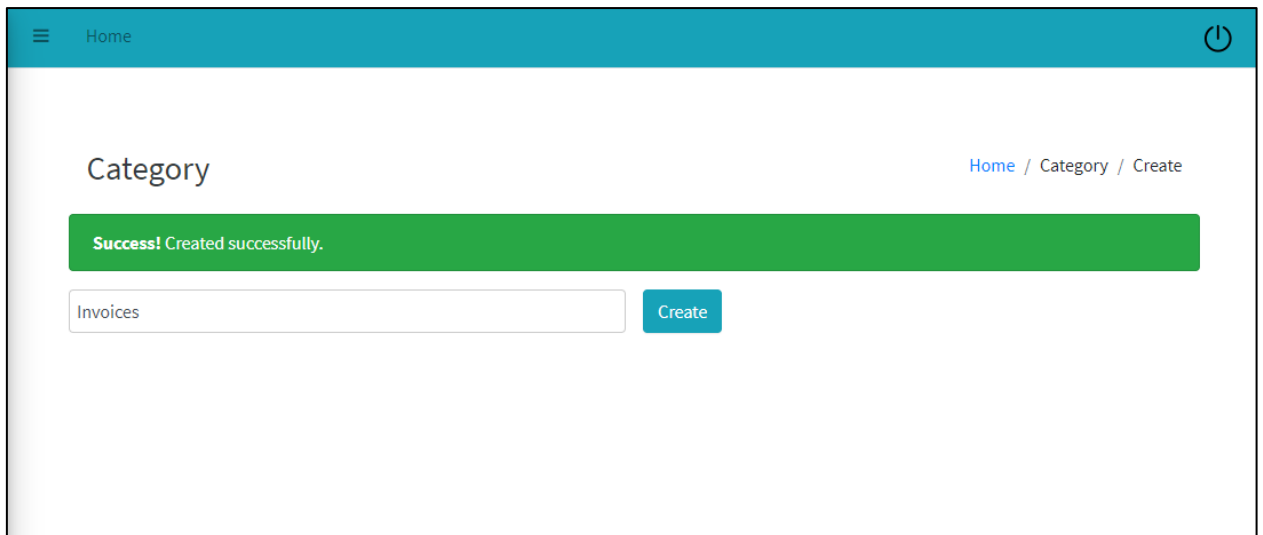 Home
Category
Home / Category / Create
Success! Created successfully.
Invoices
Create